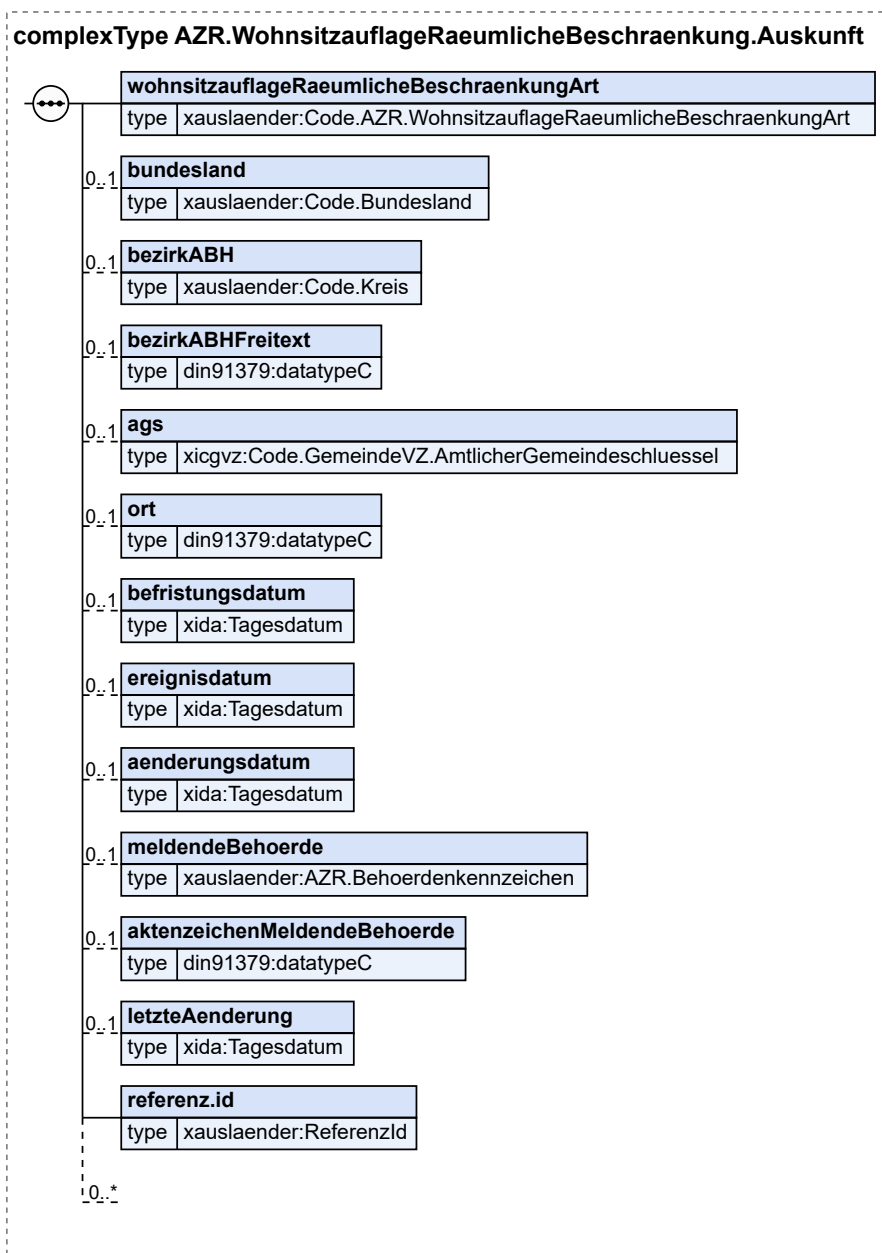 complexType AZR.WohnsitzauflageRaeumlicheBeschraenkung.Auskunft
wohnsitzauflageRaeumlicheBeschraenkungArt
type xauslaender:Code.AZR.WohnsitzauflageRaeumlicheBeschraenkungArt
0..1 bundesland
type xauslaender:Code.Bundesland
0..1 bezirkABH
type xauslaender:Code.Kreis
0..1 bezirkABHFreitext
type din91379:datatypeC
0..1 ags
type xicgvz:Code.GemeindeVZ.AmtlicherGemeindeschluessel
0..1 ort
type din91379:datatypeC
0..1 befristungsdatum
type xida:Tagesdatum
0..1 ereignisdatum
type xida:Tagesdatum
0..1 aenderungsdatum
type xida:Tagesdatum
0..1 meldendeBehoerde
type xauslaender:AZR.Behoerdenkennzeichen
0..1 aktenzeichenMeldendeBehoerde
type din91379:datatypeC
0..1 letzteAenderung
type xida:Tagesdatum
referenz.id
type xauslaender:ReferenzId
0..*